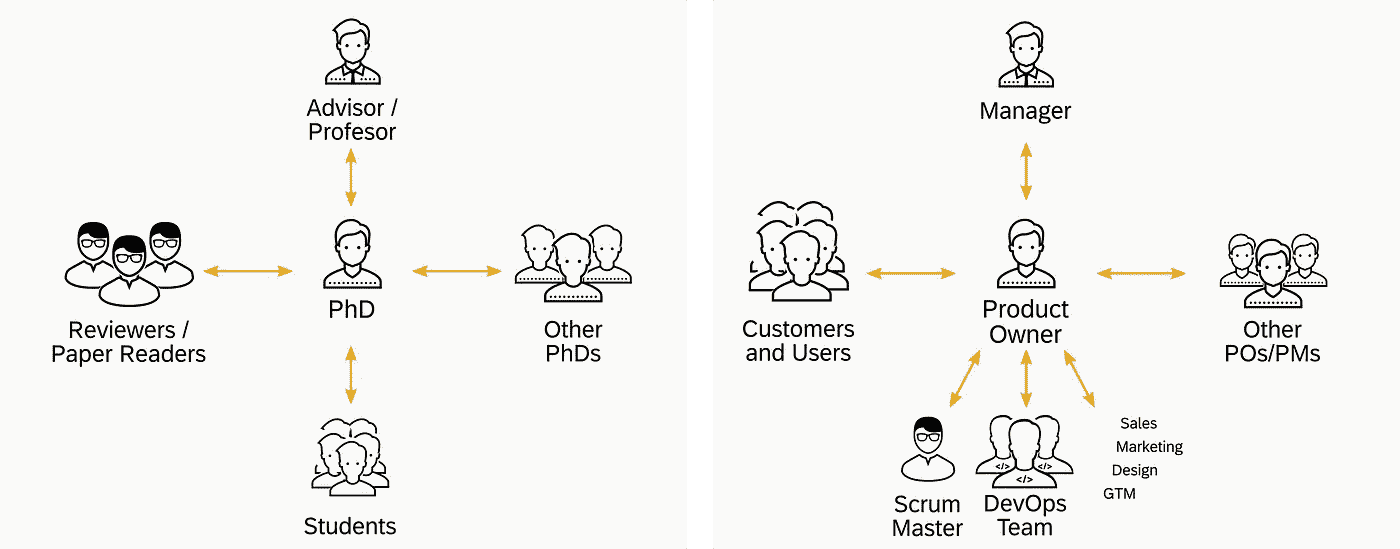 Advisor /
Profesor
PhD
Reviewers /
Paper Readers
Other
PhDs
Students
Manager
Product
Owner
Customers
and Users
Other
POs/PMs
Scrum
Master
</>
</>
</>
DevOps
Team
Sales
Marketing
Design
GTM